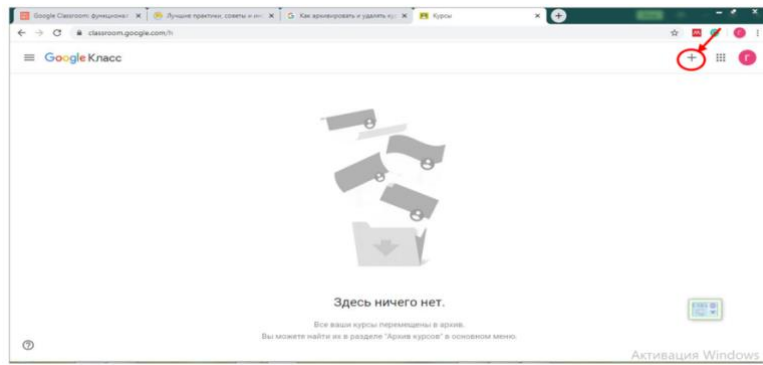 Google Classroom: функционал
Лучшие практики, советы и ин
Как архивировать и удалять ку
Курсы
classroom.google.com/h
Google Класс
Г
Здесь ничего нет.
Все ваши курсы перемещены в архив.
Вы можете найти их в разделе "Архив курсов" в основном меню.
Активация Windows